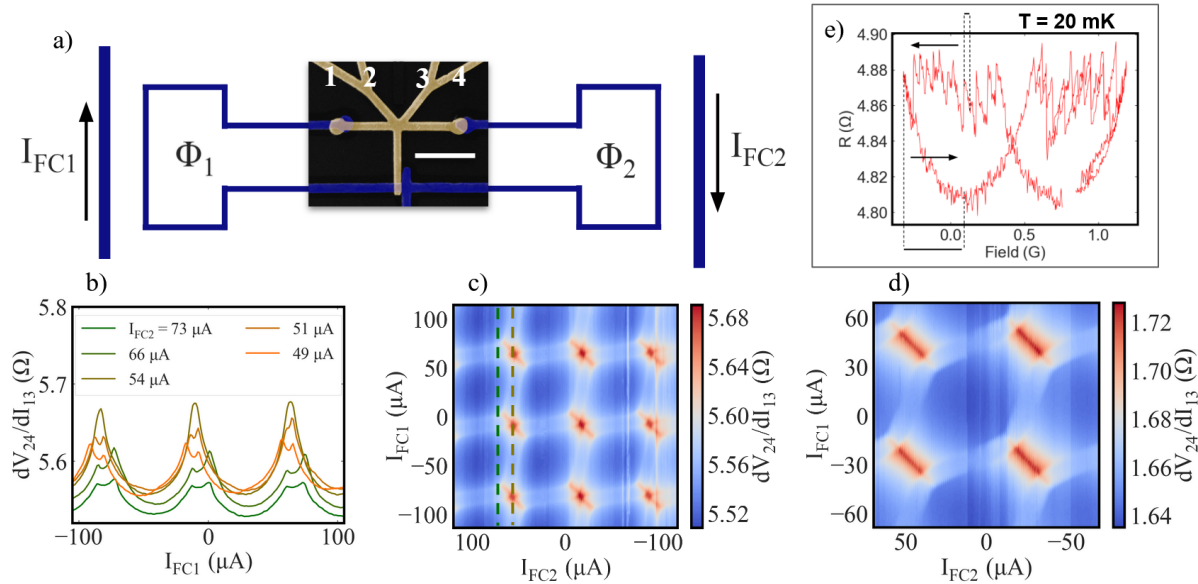 a)
1 2 3 4
I_FC1
Φ_1
Φ_2
I_FC2
e)
T = 20 mK
4.90
4.88
4.86
4.84
4.82
4.80
R (Ω)
0.0 0.5 1.0
Field (G)
b)
5.8
5.7
5.6
dV_24/dI_13 (Ω)
I_FC2 = 73 μA
66 μA
54 μA
51 μA
49 μA
−100 0 100
I_FC1 (μA)
c)
100
50
0
−50
−100
I_FC1 (μA)
100 0 −100
I_FC2 (μA)
5.68
5.64
5.60
5.56
5.52
dV_24/dI_13 (Ω)
d)
60
30
0
−30
−60
I_FC1 (μA)
50 0 −50
I_FC2 (μA)
1.72
1.70
1.68
1.66
1.64
dV_24/dI_13 (Ω)